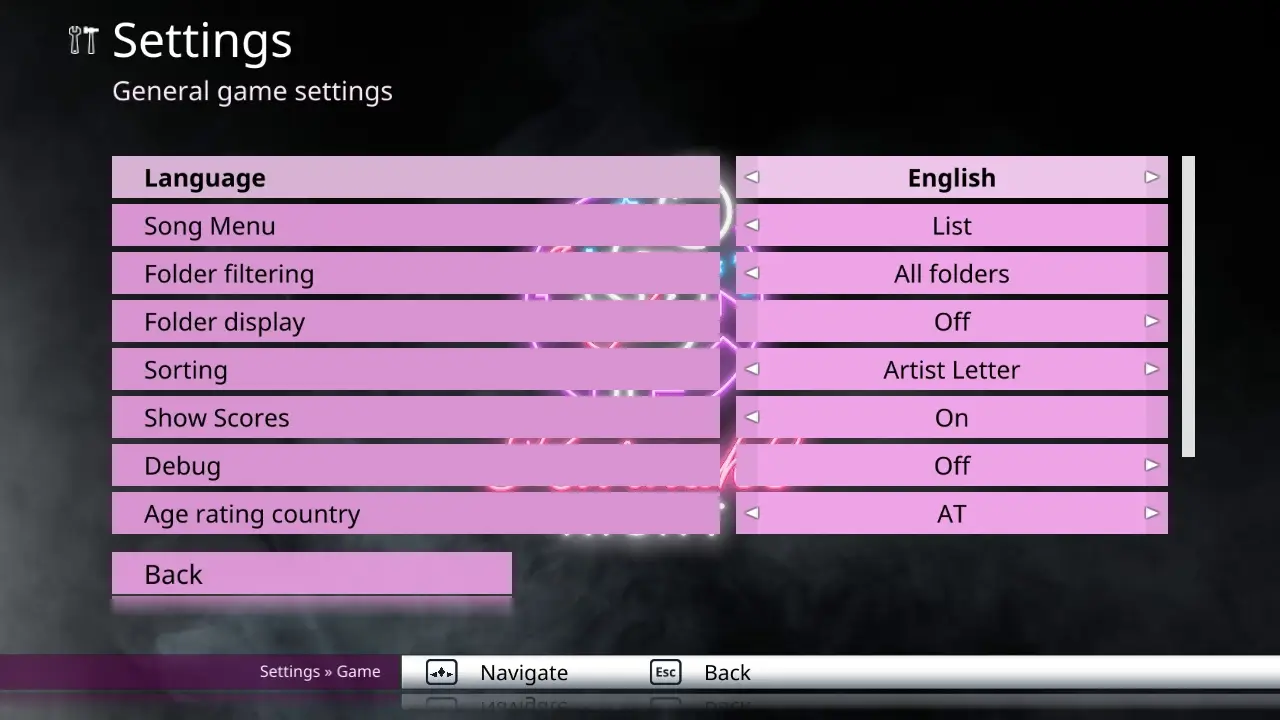 Settings
General game settings
Language English
Song Menu List
Folder filtering All folders
Folder display Off
Sorting Artist Letter
Show Scores On
Debug Off
Age rating country AT
Back
Settings » Game Navigate Esc Back